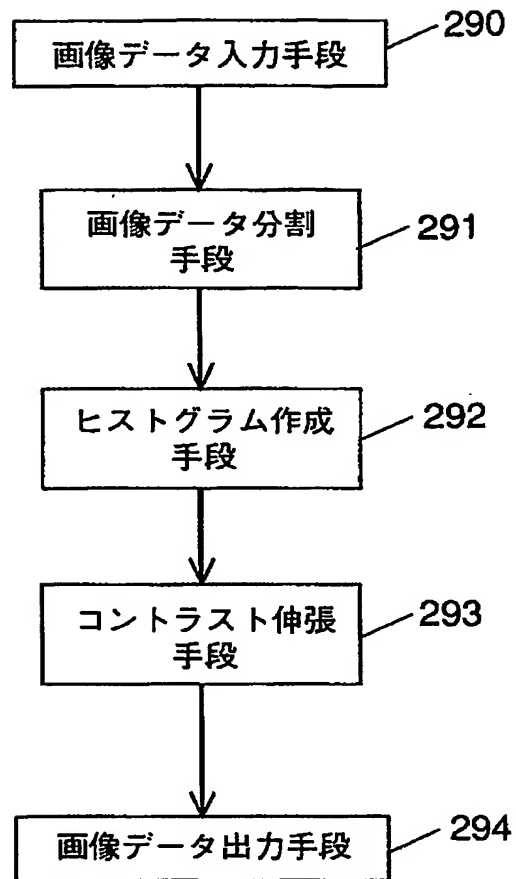 290
画像データ入力手段
画像データ分割
手段
291
ヒストグラム作成
手段
292
コントラスト伸張
手段
293
画像データ出力手段
294